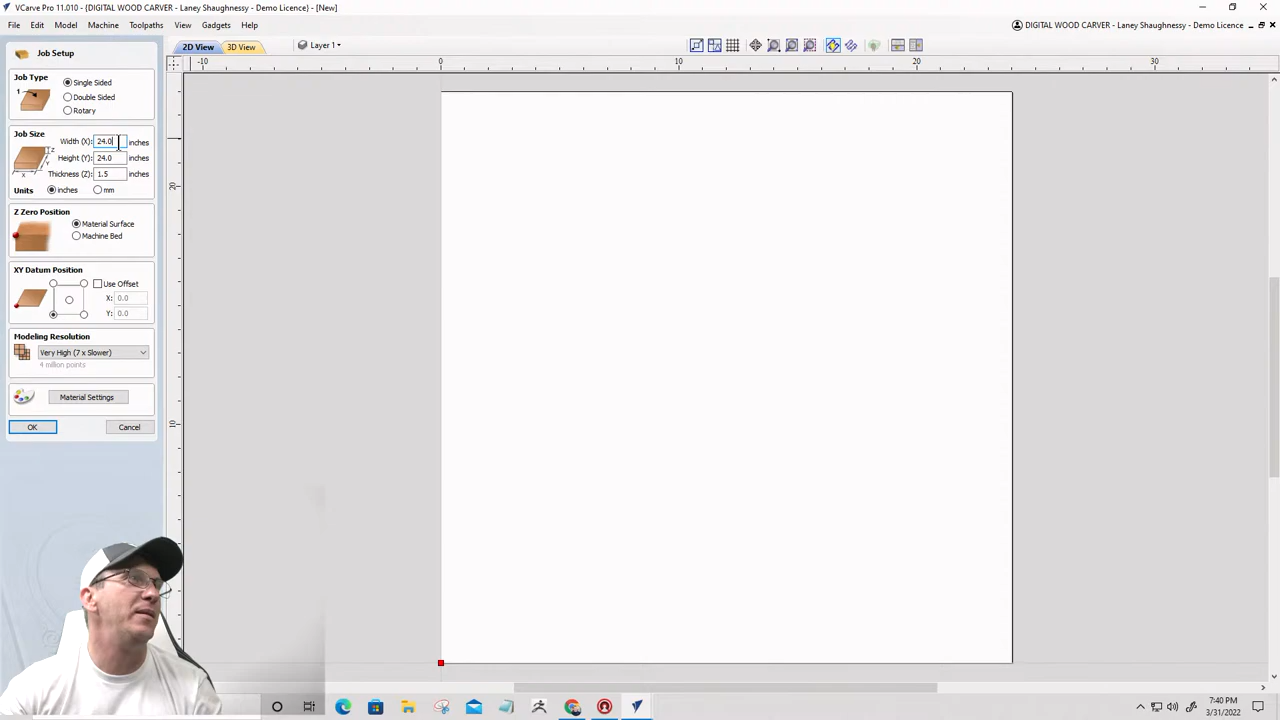 VCarve Pro 11.010 - {DIGITAL WOOD CARVER - Laney Shaughnessy - Demo Licence} - [New]
File Edit Model Machine Toolpaths View Gadgets Help
DIGITAL WOOD CARVER - Laney Shaughnessy - Demo Licence
Job Setup
2D View 3D View Layer 1
-10 0 10 20 30
Job Type
1
Single Sided
Double Sided
Rotary
Job Size
Width (X): 24.0 inches
Height (Y): 24.0 inches
Thickness (Z): 1.5 inches
Z
Y
X
Units inches mm
20
Z Zero Position
Material Surface
Machine Bed
XY Datum Position
Use Offset
X: 0.0
Y: 0.0
Modeling Resolution
Very High (7 x Slower)
4 million points
Material Settings
OK Cancel
10
7:40 PM
3/31/2022